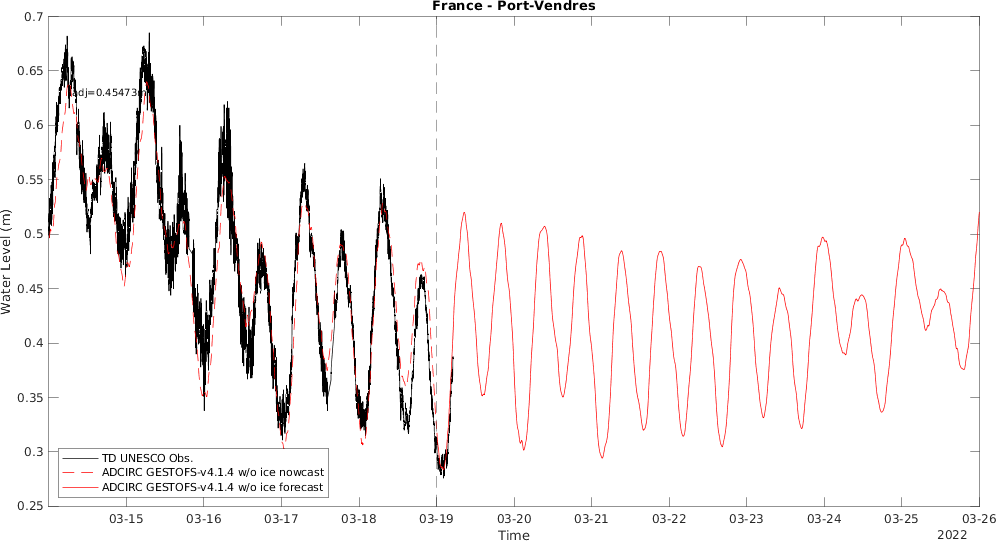 France - Port-Vendres
0.7
0.65
0.6
0.55
0.5
0.45
0.4
0.35
0.3
0.25
Water Level (m)
adj=0.45473m
TD UNESCO Obs.
ADCIRC GESTOFS-v4.1.4 w/o ice nowcast
ADCIRC GESTOFS-v4.1.4 w/o ice forecast
03-15 03-16 03-17 03-18 03-19 03-20 03-21 03-22 03-23 03-24 03-25 03-26
Time
2022